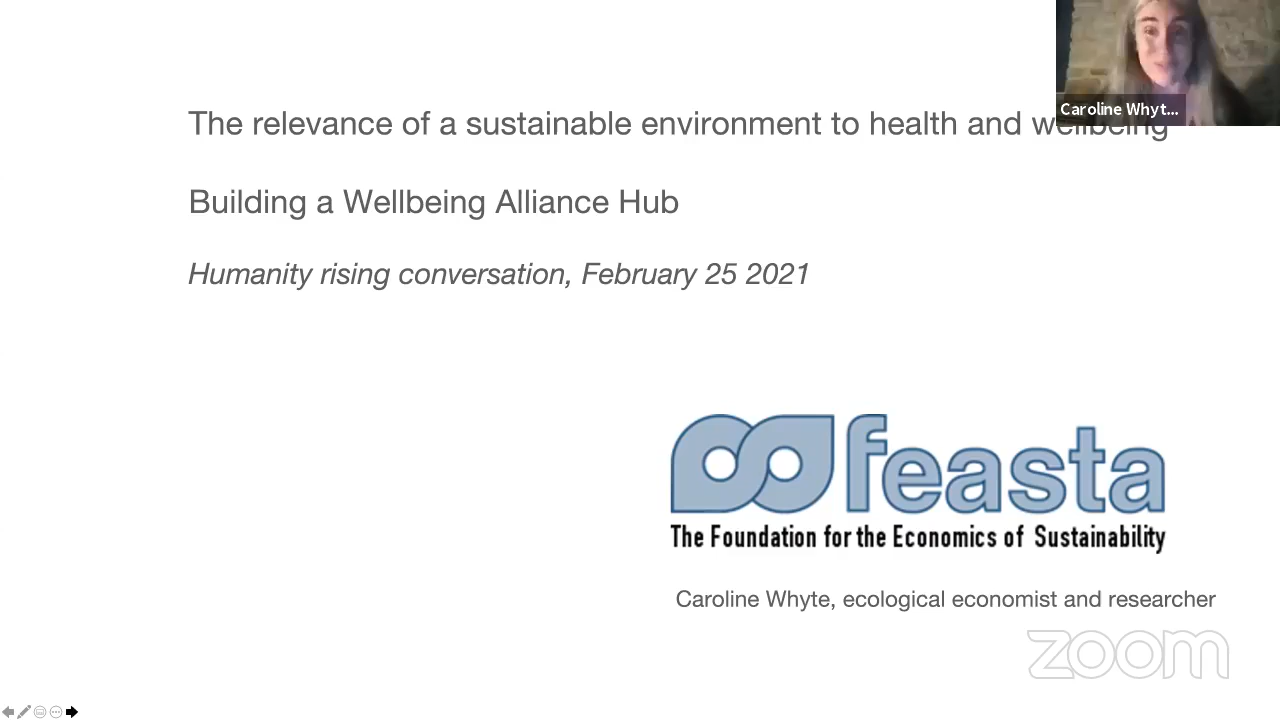 Caroline Whyt...
The relevance of a sustainable environment to health and wellbeing
Building a Wellbeing Alliance Hub
Humanity rising conversation, February 25 2021
feasta
The Foundation for the Economics of Sustainability
Caroline Whyte, ecological economist and researcher
zoom